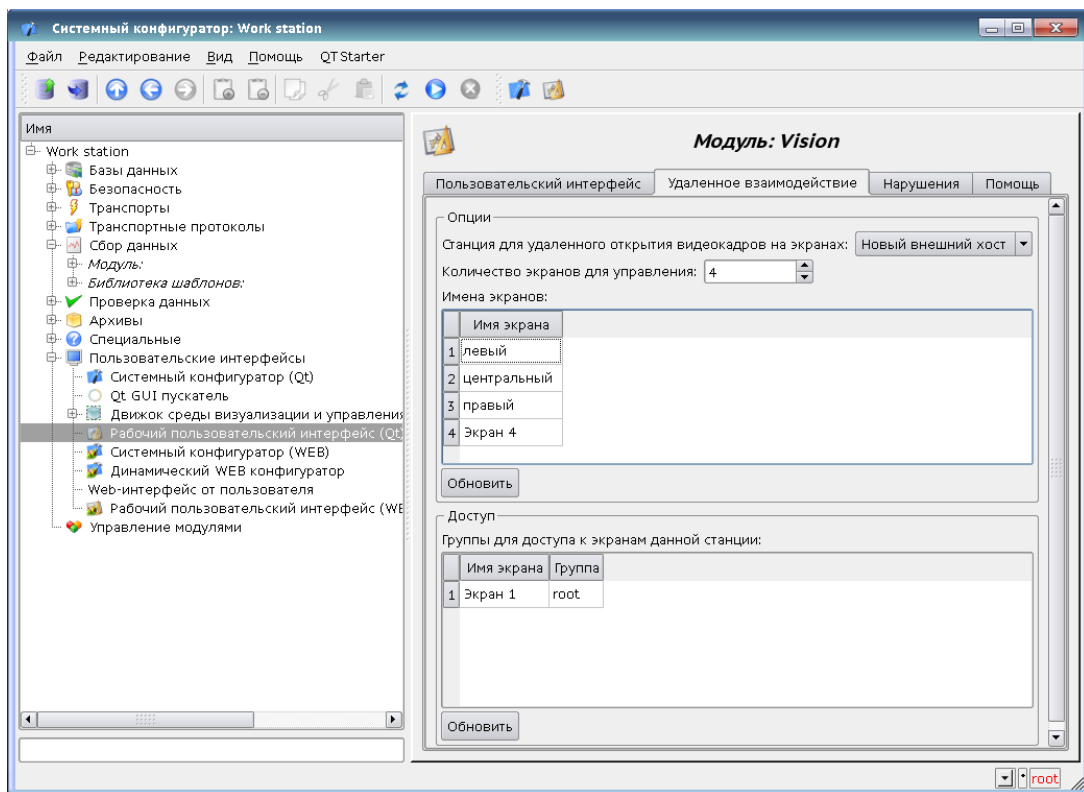 Системный конфигуратор: Work station
Файл Редактирование Вид Помощь QTStarter
Имя
Work station
Базы данных
Безопасность
Транспорты
Транспортные протоколы
Сбор данных
Модуль:
Библиотека шаблонов:
Проверка данных
Архивы
Специальные
Пользовательские интерфейсы
Системный конфигуратор (Qt)
Qt GUI пускатель
Движок среды визуализации и управления
Рабочий пользовательский интерфейс (Qt)
Системный конфигуратор (WEB)
Динамический WEB конфигуратор
Web-интерфейс от пользователя
Рабочий пользовательский интерфейс (WE
Управление модулями
Модуль: Vision
Пользовательский интерфейс Удаленное взаимодействие Нарушения Помощь
Опции
Станция для удаленного открытия видеокадров на экранах: Новый внешний хост
Количество экранов для управления: 4
Имена экранов:
Имя экрана
1 левый
2 центральный
3 правый
4 Экран 4
Обновить
Доступ
Группы для доступа к экранам данной станции:
Имя экрана Группа
1 Экран 1 root
Обновить
root